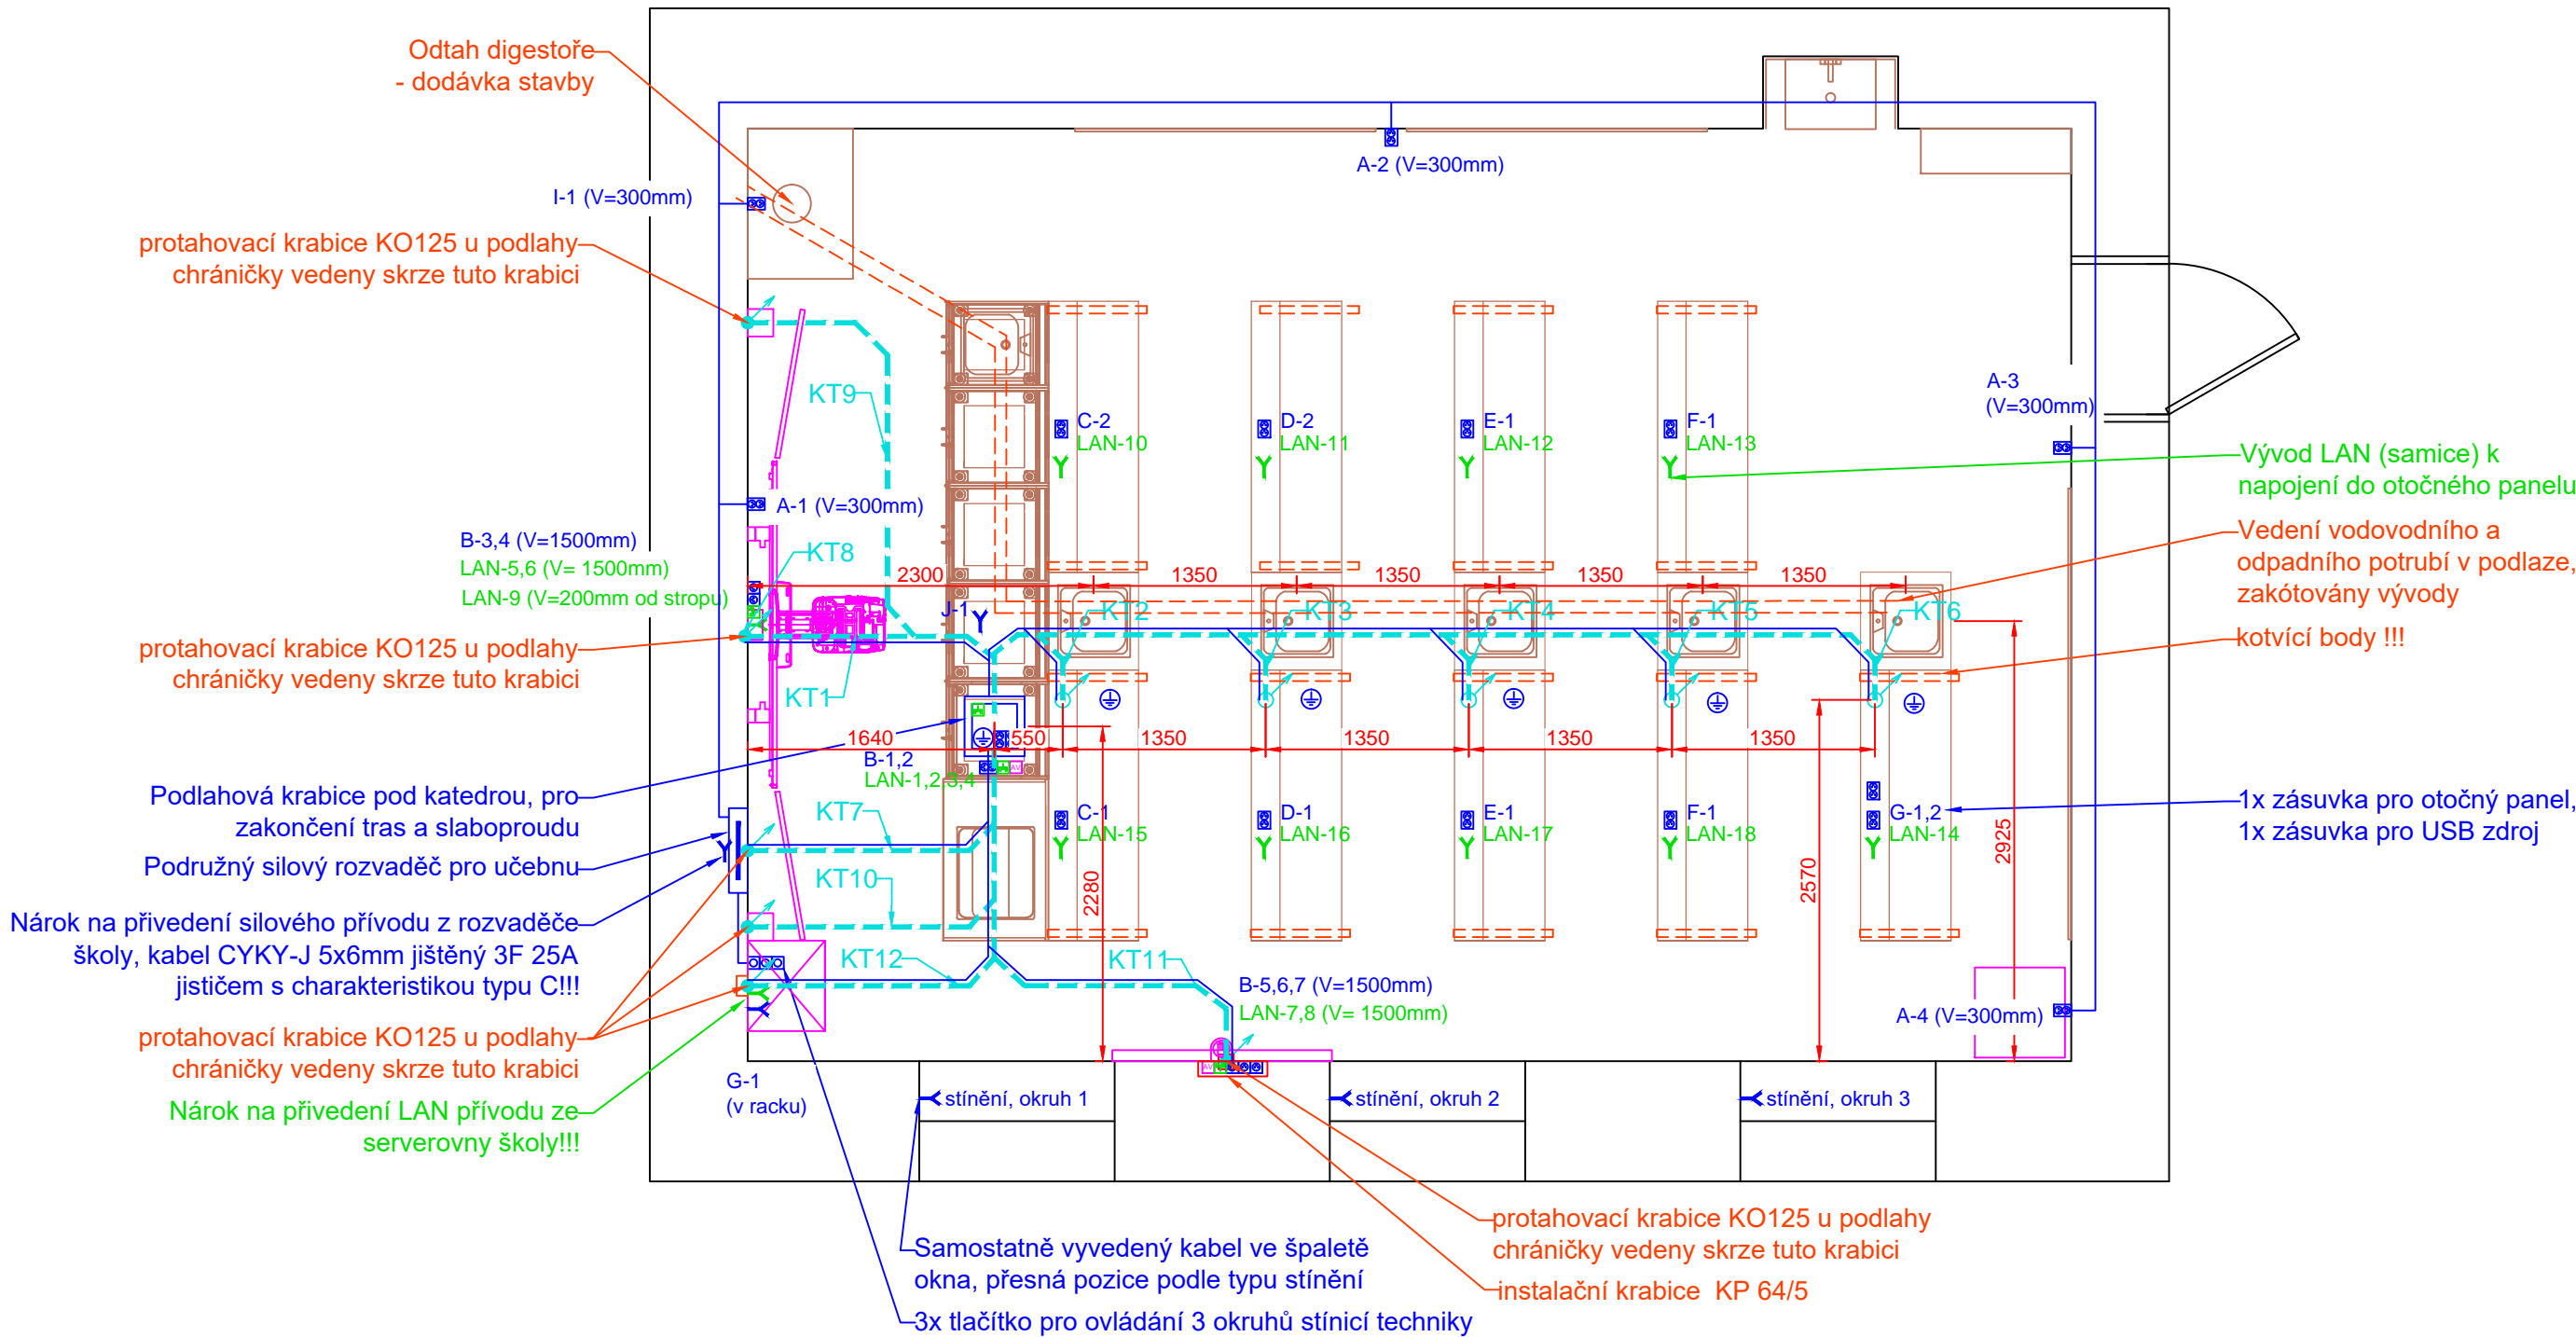 Odtah digestoře
- dodávka stavby
A-2 (V=300mm)
I-1 (V=300mm)
protahovací krabice KO125 u podlahy
chráničky vedeny skrze tuto krabici
KT9
A-3
(V=300mm)
C-2
LAN-10
D-2
LAN-11
E-1
LAN-12
F-1
LAN-13
Vývod LAN (samice) k
napojení do otočného panelu
A-1 (V=300mm)
B-3,4 (V=1500mm)
LAN-5,6 (V= 1500mm)
LAN-9 (V=200mm od stropu)
KT8
Vedení vodovodního a
odpadního potrubí v podlaze,
zakótovány vývody
2300
1350
1350
1350
1350
J-1
KT2
KT3
KT4
KT5
KT6
kotvící body !!!
protahovací krabice KO125 u podlahy
chráničky vedeny skrze tuto krabici
KT1
1640
550
1350
1350
1350
1350
B-1,2
LAN-1,2,3,4
AV
Podlahová krabice pod katedrou, pro
zakončení tras a slaboproudu
Podružný silový rozvaděč pro učebnu
KT7
C-1
LAN-15
D-1
LAN-16
E-1
LAN-17
F-1
LAN-18
G-1,2
LAN-14
1x zásuvka pro otočný panel,
1x zásuvka pro USB zdroj
2280
2570
2925
KT10
Nárok na přivedení silového přívodu z rozvaděče
školy, kabel CYKY-J 5x6mm jištěný 3F 25A
jističem s charakteristikou typu C!!!
KT12
KT11
B-5,6,7 (V=1500mm)
LAN-7,8 (V= 1500mm)
A-4 (V=300mm)
protahovací krabice KO125 u podlahy
chráničky vedeny skrze tuto krabici
AV
G-1
(v racku)
Nárok na přivedení LAN přívodu ze
serverovny školy!!!
stínění, okruh 1
stínění, okruh 2
stínění, okruh 3
protahovací krabice KO125 u podlahy
chráničky vedeny skrze tuto krabici
Samostatně vyvedený kabel ve špaletě
okna, přesná pozice podle typu stínění
instalační krabice KP 64/5
3x tlačítko pro ovládání 3 okruhů stínicí techniky